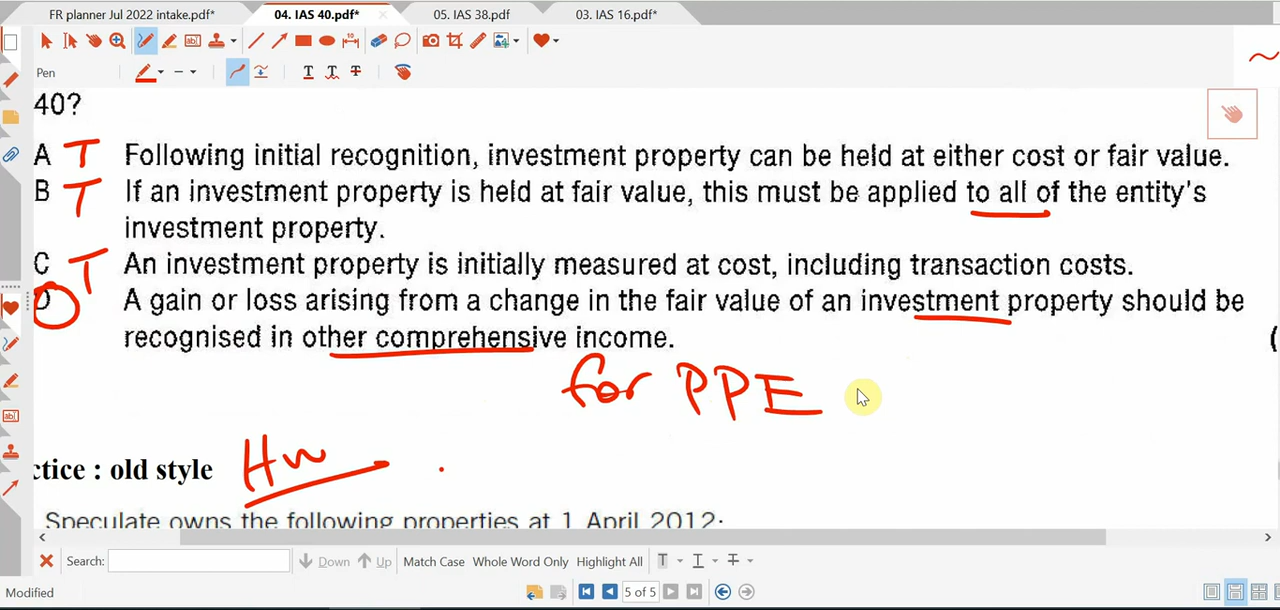 FR planner Jul 2022 intake.pdf* 04. IAS 40.pdf* 05. IAS 38.pdf 03. IAS 16.pdf*
Pen
40?
A T Following initial recognition, investment property can be held at either cost or fair value.
B T If an investment property is held at fair value, this must be applied to all of the entity's
investment property.
C T An investment property is initially measured at cost, including transaction costs.
D A gain or loss arising from a change in the fair value of an investment property should be
recognised in other comprehensive income.
(
for PPE
ctice : old style Hw
Speculate owns the following properties at 1 April 2012:
Search: Down Up Match Case Whole Word Only Highlight All
Modified 5 of 5